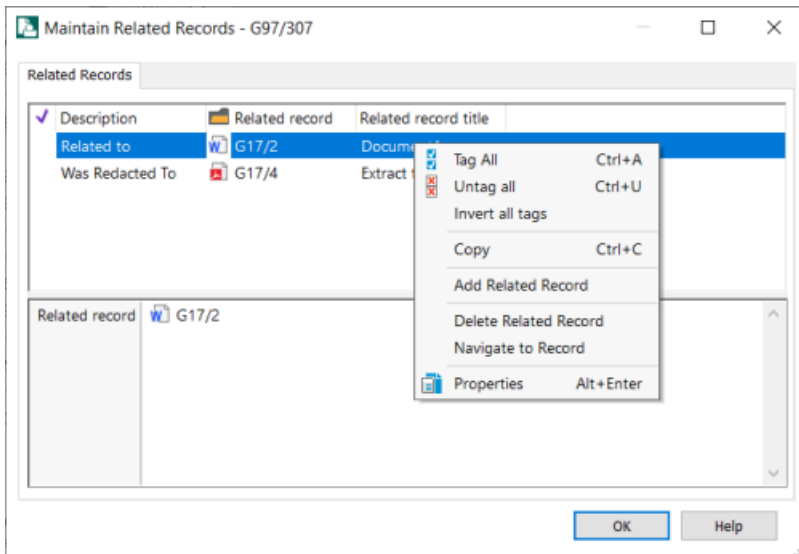 Maintain Related Records - G97/307
Related Records
Description Related record Related record title
Related to G17/2
Was Redacted To G17/4 Extract
Tag All Ctrl+A
Untag all Ctrl+U
Invert all tags
Copy Ctrl+C
Add Related Record
Delete Related Record
Navigate to Record
Properties Alt+Enter
Related record G17/2
OK Help